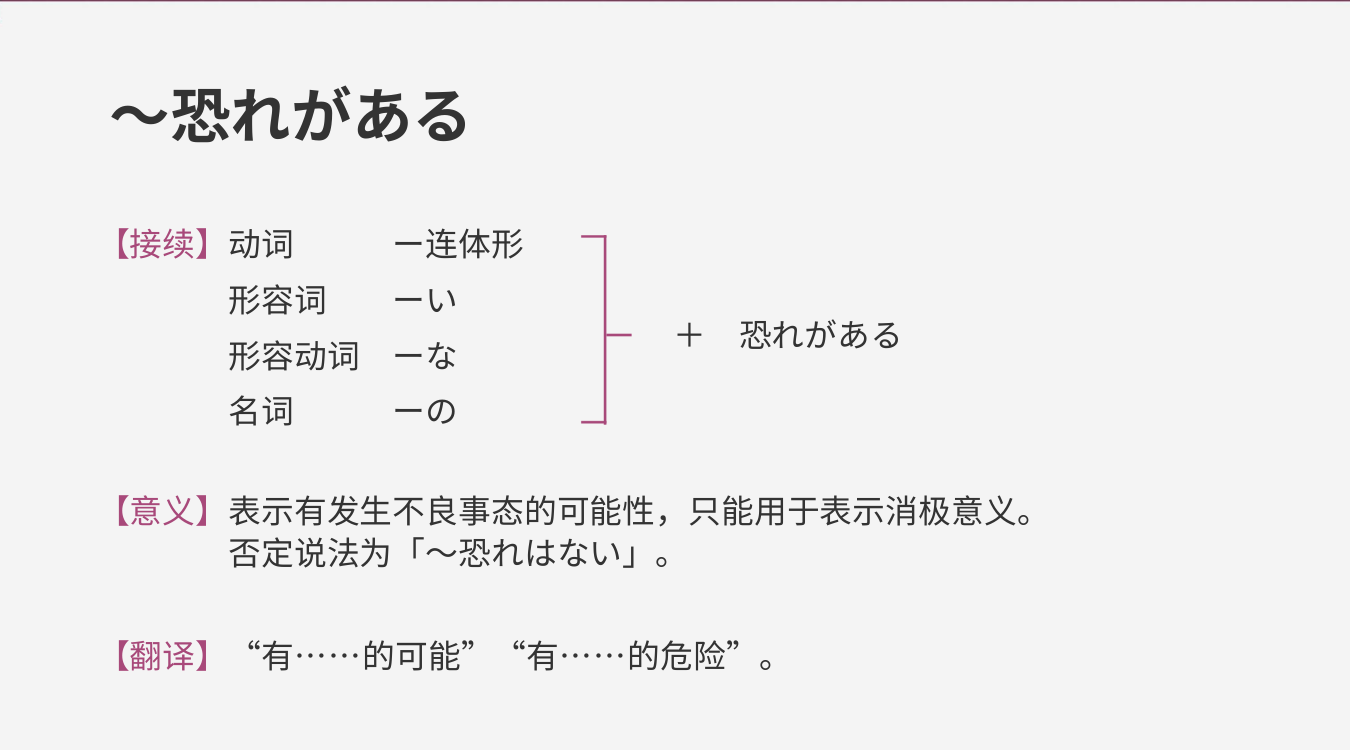 ～恐れがある
【接续】动词 ー连体形
形容词 ーい
形容动词 ーな
名词 ーの
＋ 恐れがある
【意义】表示有发生不良事态的可能性，只能用于表示消极意义。
否定说法为「～恐れはない」。
【翻译】“有……的可能” “有……的危险”。